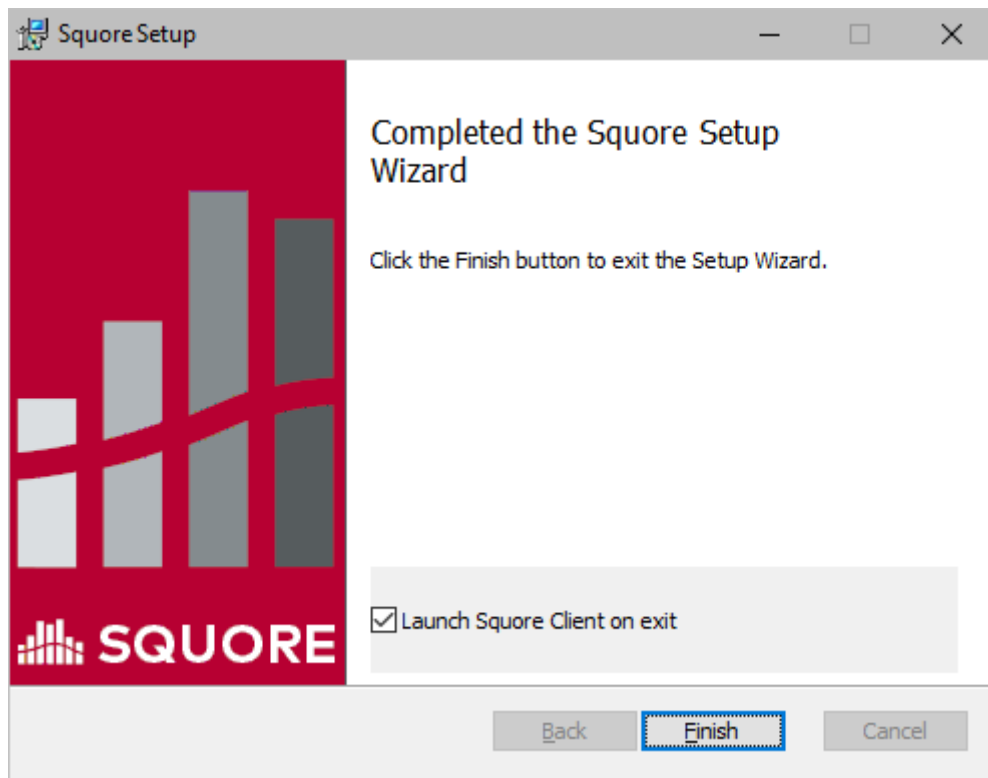 Squore Setup
Completed the Squore Setup
Wizard
Click the Finish button to exit the Setup Wizard.
Launch Squore Client on exit
SQUORE
Back Finish Cancel